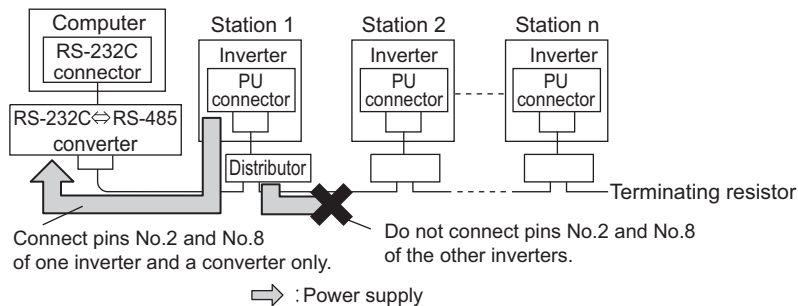 Computer
RS-232C
connector
RS-232C⇔RS-485
converter
Station 1
Inverter
PU
connector
Distributor
Station 2
Inverter
PU
connector
Station n
Inverter
PU
connector
Terminating resistor
Connect pins No.2 and No.8
of one inverter and a converter only.
Do not connect pins No.2 and No.8
of the other inverters.
: Power supply